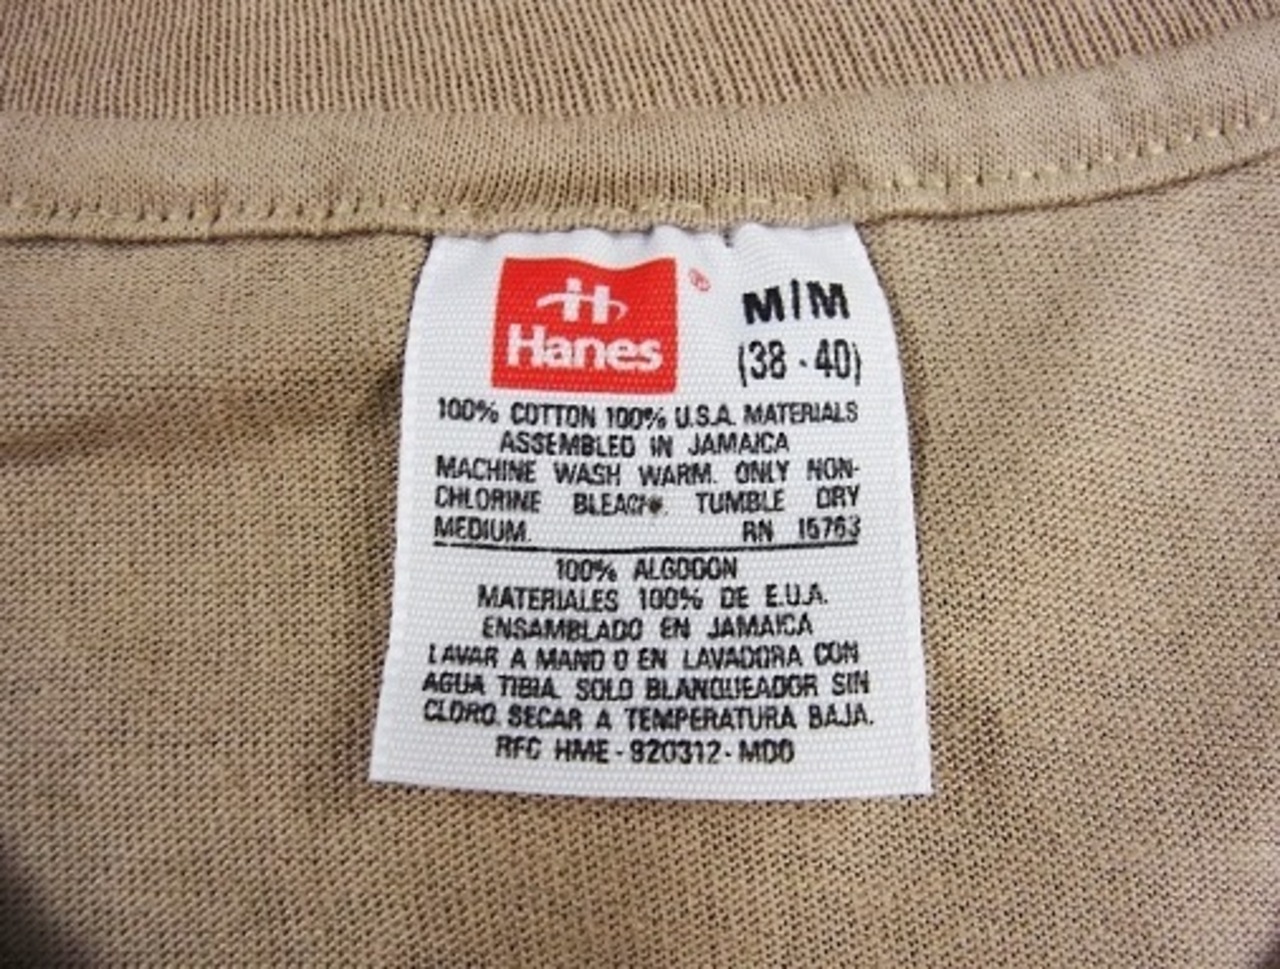 H
Hanes ®
M/M
(38 - 40)
100% COTTON 100% U.S.A. MATERIALS
ASSEMBLED IN JAMAICA
MACHINE WASH WARM. ONLY NON-
CHLORINE BLEACH. TUMBLE DRY
MEDIUM. RN 15763
100% ALGODON
MATERIALES 100% DE E.U.A.
ENSAMBLADO EN JAMAICA
LAVAR A MANO O EN LAVADORA CON
AGUA TIBIA. SOLO BLANQUEADOR SIN
CLORO. SECAR A TEMPERATURA BAJA.
RFC HME - 920312 - MD0